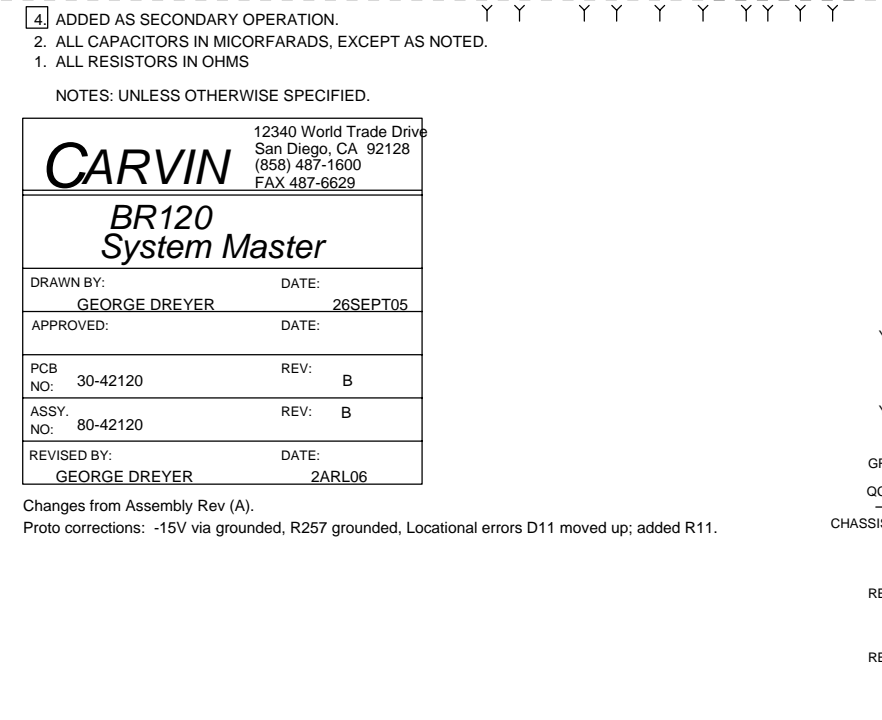 4. ADDED AS SECONDARY OPERATION.
2. ALL CAPACITORS IN MICORFARADS, EXCEPT AS NOTED.
1. ALL RESISTORS IN OHMS
NOTES: UNLESS OTHERWISE SPECIFIED.
CARVIN
12340 World Trade Drive
San Diego, CA 92128
(858) 487-1600
FAX 487-6629
BR120
System Master
DRAWN BY: DATE:
GEORGE DREYER 26SEPT05
APPROVED: DATE:
PCB NO: 30-42120 REV: B
ASSY. NO: 80-42120 REV: B
REVISED BY: DATE:
GEORGE DREYER 2ARL06
Changes from Assembly Rev (A).
Proto corrections: -15V via grounded, R257 grounded, Locational errors D11 moved up; added R11.
CHASSIS